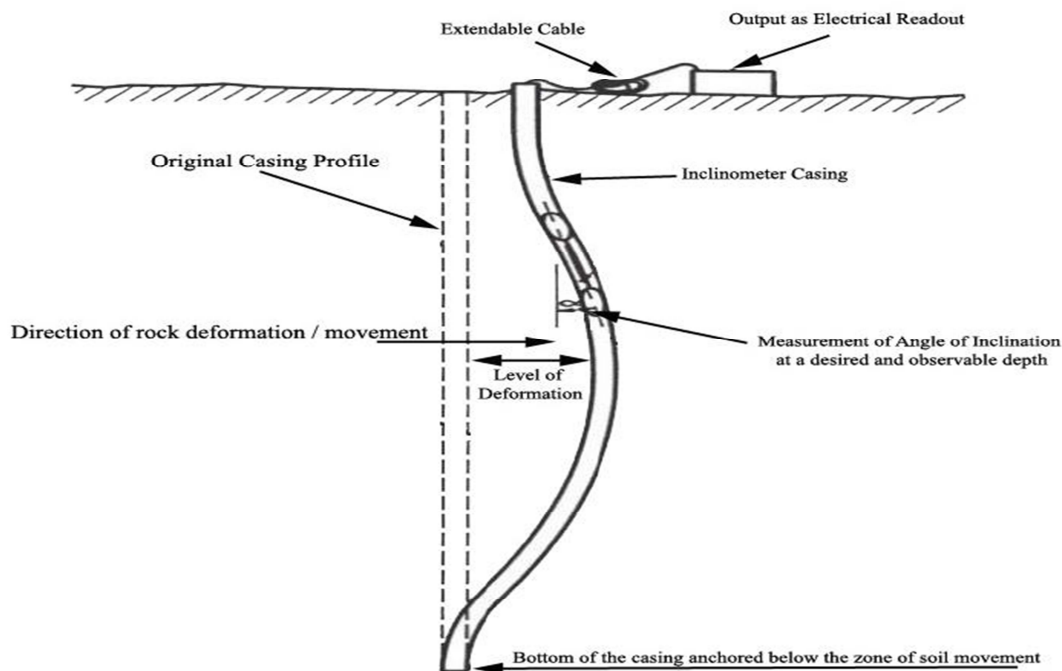 Output as Electrical Readout
Extendable Cable
Original Casing Profile
Inclinometer Casing
Direction of rock deformation / movement
Measurement of Angle of Inclination
at a desired and observable depth
Level of
Deformation
Bottom of the casing anchored below the zone of soil movement